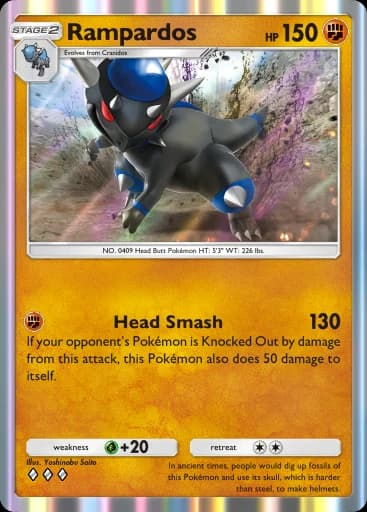 STAGE 2 Rampardos HP 150
Evolves from Cranidos
NO. 0409 Head Butt Pokémon HT: 5'3" WT: 226 lbs.
Head Smash 130
If your opponent's Pokémon is Knocked Out by damage
from this attack, this Pokémon also does 50 damage to
itself.
weakness +20 retreat
Illus. Yoshinobu Saito
In ancient times, people would dig up fossils of
this Pokémon and use its skull, which is harder
than steel, to make helmets.